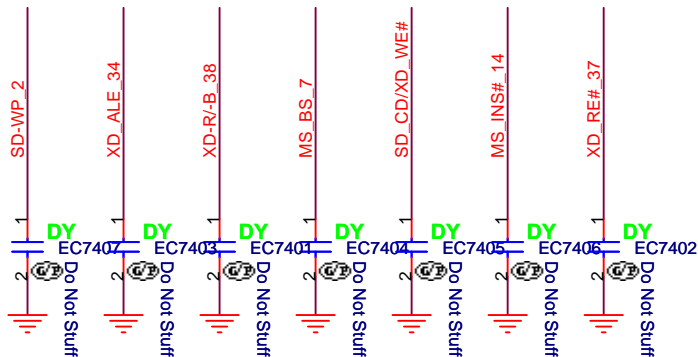 SD-WP_2
XD_ALE_34
XD-R/-B_38
MS_BS_7
SD_CD/XD_WE#
MS_INS#_14
XD_RE#_37
1
1
1
1
1
1
1
DY
DY
DY
DY
DY
DY
DY
EC7407
EC7403
EC7401
EC7404
EC7405
EC7406
EC7402
2
2
2
2
2
2
2
G/P
G/P
G/P
G/P
G/P
G/P
G/P
Do Not Stuff
Do Not Stuff
Do Not Stuff
Do Not Stuff
Do Not Stuff
Do Not Stuff
Do Not Stuff